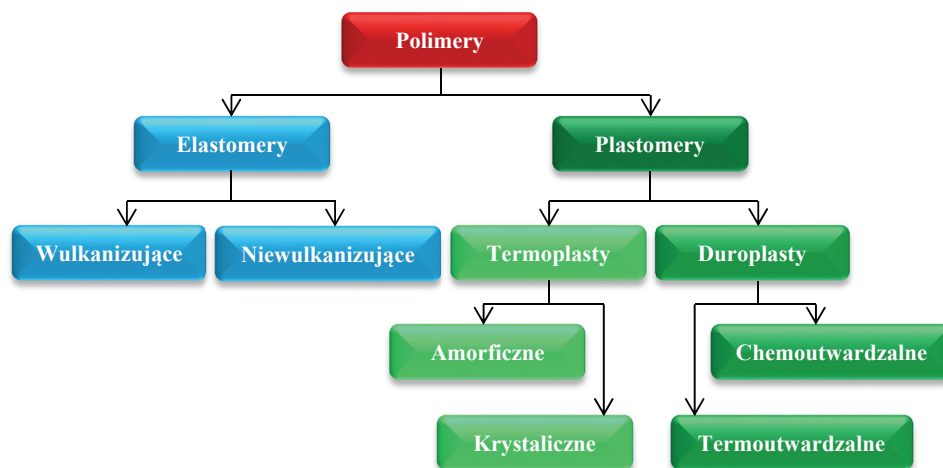 Polimery
Elastomery
Plastomery
Wulkanizujące
Niewulkanizujące
Termoplasty
Duroplasty
Amorficzne
Chemoutwardzalne
Krystaliczne
Termoutwardzalne